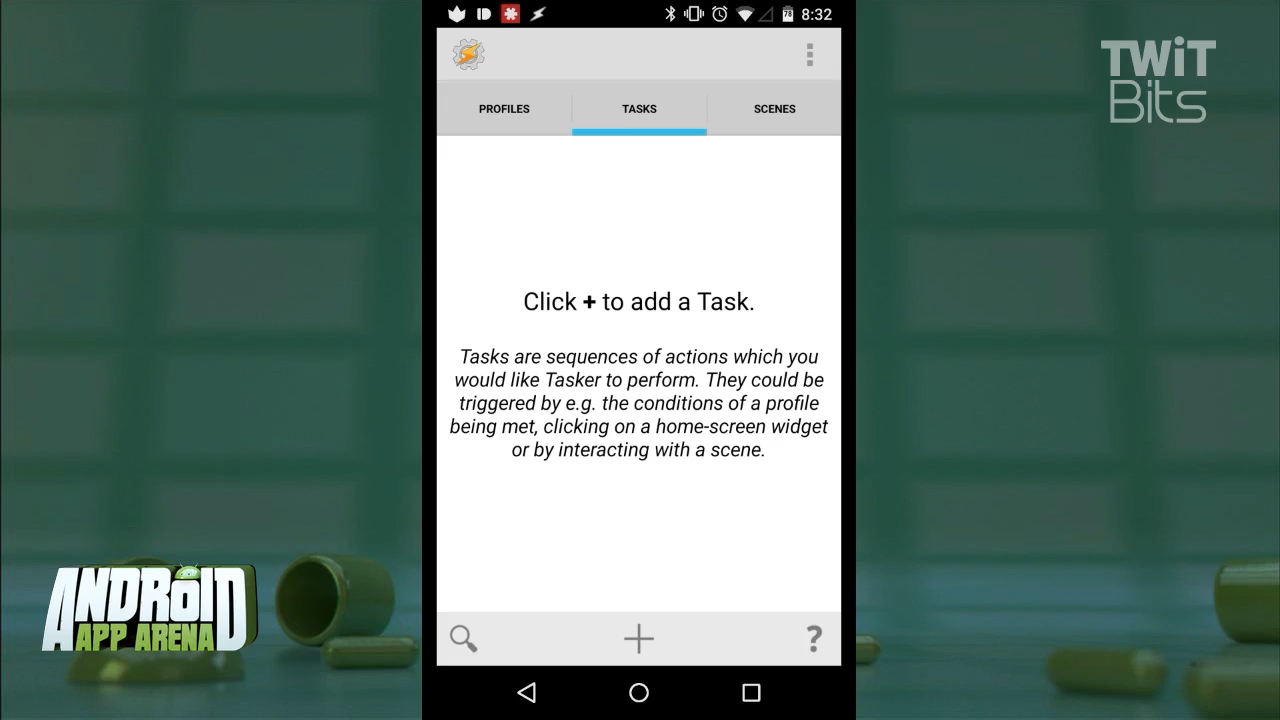 78
8:32
TWiT
Bits
PROFILES
TASKS
SCENES
Click + to add a Task.
Tasks are sequences of actions which you
would like Tasker to perform. They could be
triggered by e.g. the conditions of a profile
being met, clicking on a home-screen widget
or by interacting with a scene.
?
ANDROID
APP ARENA